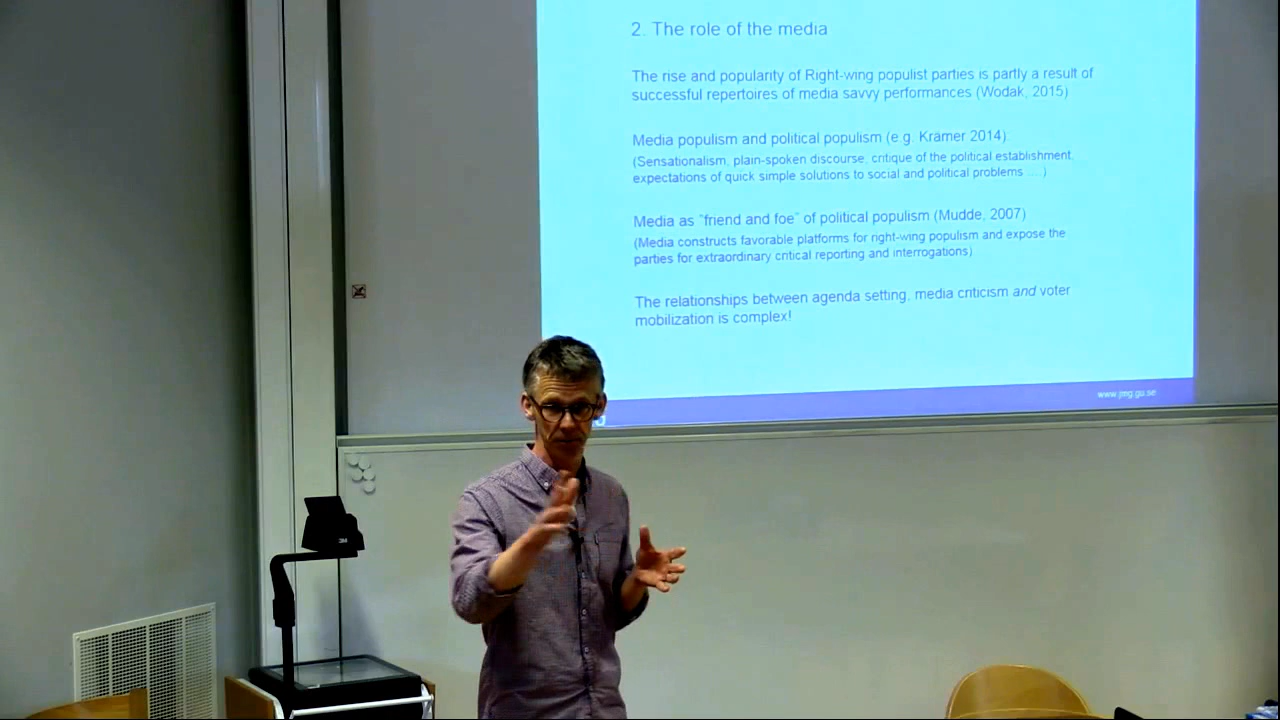 2. The role of the media
The rise and popularity of Right-wing populist parties is partly a result of
successful repertoires of media savvy performances (Wodak, 2015)
Media populism and political populism (e.g. Krämer 2014):
(Sensationalism, plain-spoken discourse, critique of the political establishment,
expectations of quick simple solutions to social and political problems ....)
Media as "friend and foe" of political populism (Mudde, 2007)
(Media constructs favorable platforms for right-wing populism and expose the
parties for extraordinary critical reporting and interrogations)
The relationships between agenda setting, media criticism and voter
mobilization is complex!
www.jmg.gu.se
3M